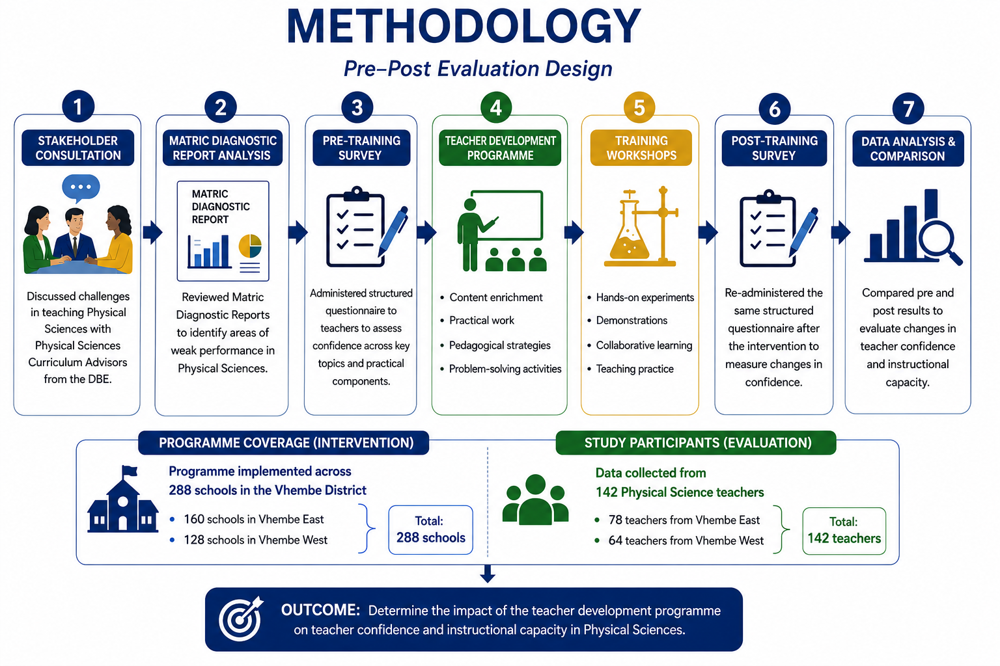 METHODOLOGY
Pre–Post Evaluation Design
1
STAKEHOLDER
CONSULTATION
Discussed challenges
in teaching Physical
Sciences with
Physical Sciences
Curriculum Advisors
from the DBE.
2
MATRIC DIAGNOSTIC
REPORT ANALYSIS
MATRIC
DIAGNOSTIC
REPORT
Reviewed Matric
Diagnostic Reports
to identify areas of
weak performance in
Physical Sciences.
3
PRE-TRAINING
SURVEY
Administered structured
questionnaire to
teachers to assess
confidence across key
topics and practical
components.
4
TEACHER DEVELOPMENT
PROGRAMME
• Content enrichment
• Practical work
• Pedagogical strategies
• Problem-solving activities
5
TRAINING
WORKSHOPS
• Hands-on experiments
• Demonstrations
• Collaborative learning
• Teaching practice
6
POST-TRAINING
SURVEY
Re-administered the
same structured
questionnaire after
the intervention to
measure changes in
confidence.
7
DATA ANALYSIS &
COMPARISON
Compared pre and
post results to
evaluate changes in
teacher confidence
and instructional
capacity.
PROGRAMME COVERAGE (INTERVENTION)
Programme implemented across
288 schools in the Vhembe District
• 160 schools in Vhembe East
• 128 schools in Vhembe West
Total:
288 schools
STUDY PARTICIPANTS (EVALUATION)
Data collected from
142 Physical Science teachers
• 78 teachers from Vhembe East
• 64 teachers from Vhembe West
Total:
142 teachers
OUTCOME: Determine the impact of the teacher development programme
on teacher confidence and instructional capacity in Physical Sciences.